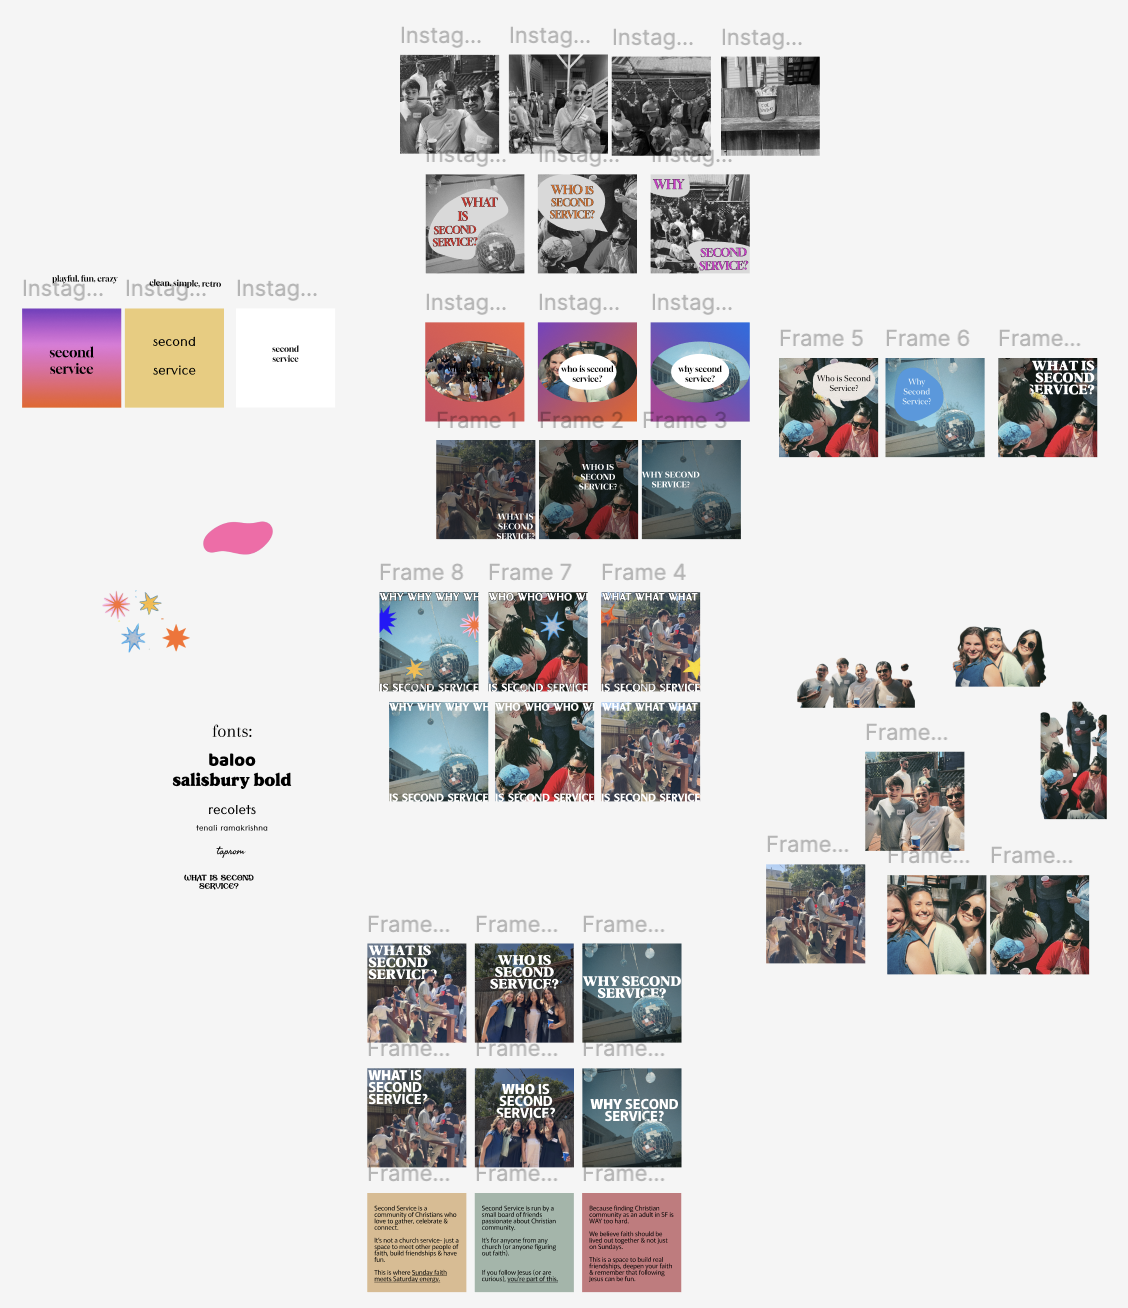 Instag...
Instag...
Instag...
Instag...
Instag...
Instag...
Instag...
WHAT
IS
SECOND
SERVICE?
WHO IS
SECOND
SERVICE?
WHY
SECOND
SERVICE?
playful, fun, crazy
clean, simple, retro
Instag...
Instag...
Instag...
second
service
second
service
second
service
Instag...
Instag...
Instag...
who is second
service?
why second
service?
Frame 5
Frame 6
Frame...
Who is Second
Service?
Why
Second
Service?
WHAT IS
SECOND
SERVICE?
Frame 1
Frame 2
Frame 3
WHAT IS
SECOND
SERVICE?
WHO IS
SECOND
SERVICE?
WHY SECOND
SERVICE?
Frame 8
Frame 7
Frame 4
WHY WHY WHY WH
IS SECOND SERVICE
WHO WHO WHO W
IS SECOND SERVICE
WHAT WHAT WHAT
IS SECOND SERVICE
WHY WHY WHY WH
IS SECOND SERVICE
WHO WHO WHO W
IS SECOND SERVICE
WHAT WHAT WHAT
IS SECOND SERVICE
fonts:
baloo
salisbury bold
recolets
tenali ramakrishna
taprom
WHAT IS SECOND
SERVICE?
Frame...
Frame...
Frame...
Frame...
Frame...
Frame...
Frame...
WHAT IS
SECOND
SERVICE?
WHO IS
SECOND
SERVICE?
WHY SECOND
SERVICE?
Frame...
Frame...
Frame...
WHAT IS
SECOND
SERVICE?
WHO IS
SECOND
SERVICE?
WHY SECOND
SERVICE?
Frame...
Frame...
Frame...
Second Service is a
community of Christians who
love to gather, celebrate &
connect.
It's not a church service- just a
space to meet other people of
faith, build friendships & have
fun.
This is where Sunday faith
meets Saturday energy.
Second Service is run by a
small board of friends
passionate about Christian
community.
It's for anyone from any
church (or anyone figuring
out faith).
If you follow Jesus (or are
curious), you're part of this.
Because finding Christian
community as an adult in SF is
WAY too hard.
We believe faith should be
lived out together & not just
on Sundays.
This is a space to build real
friendships, deepen your faith
& remember that following
Jesus can be fun.